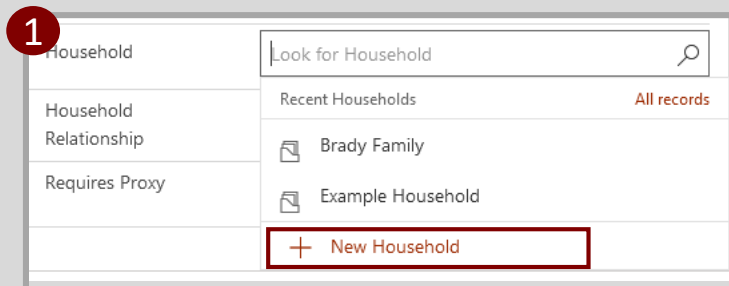 1
Household
Look for Household
Recent Households All records
Household
Relationship
Brady Family
Requires Proxy
Example Household
+ New Household